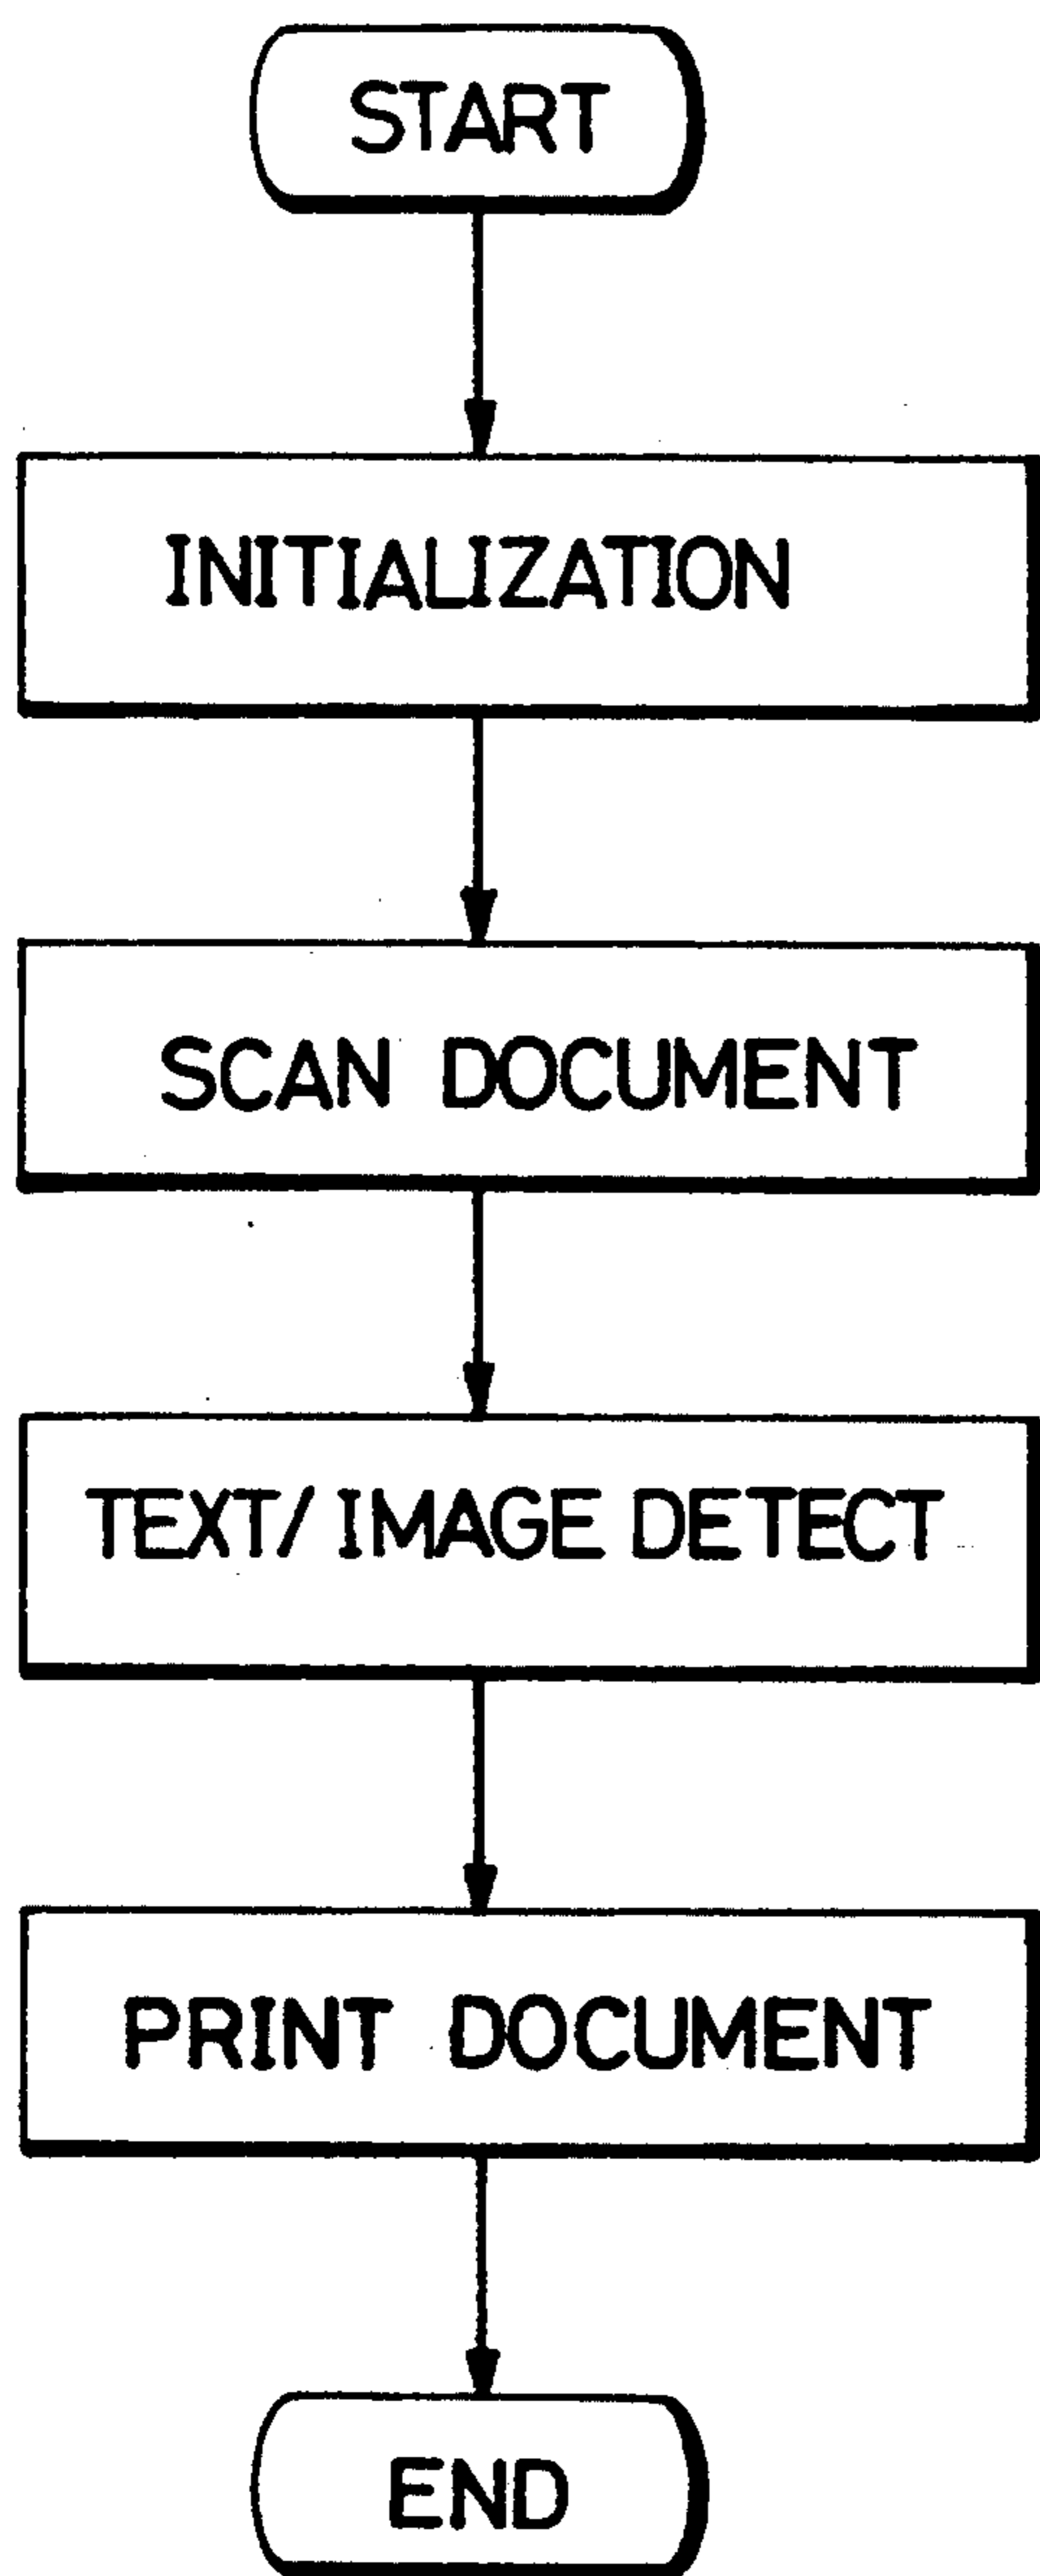 START
INITIALIZATION
SCAN DOCUMENT
TEXT/ IMAGE DETECT
PRINT DOCUMENT
END